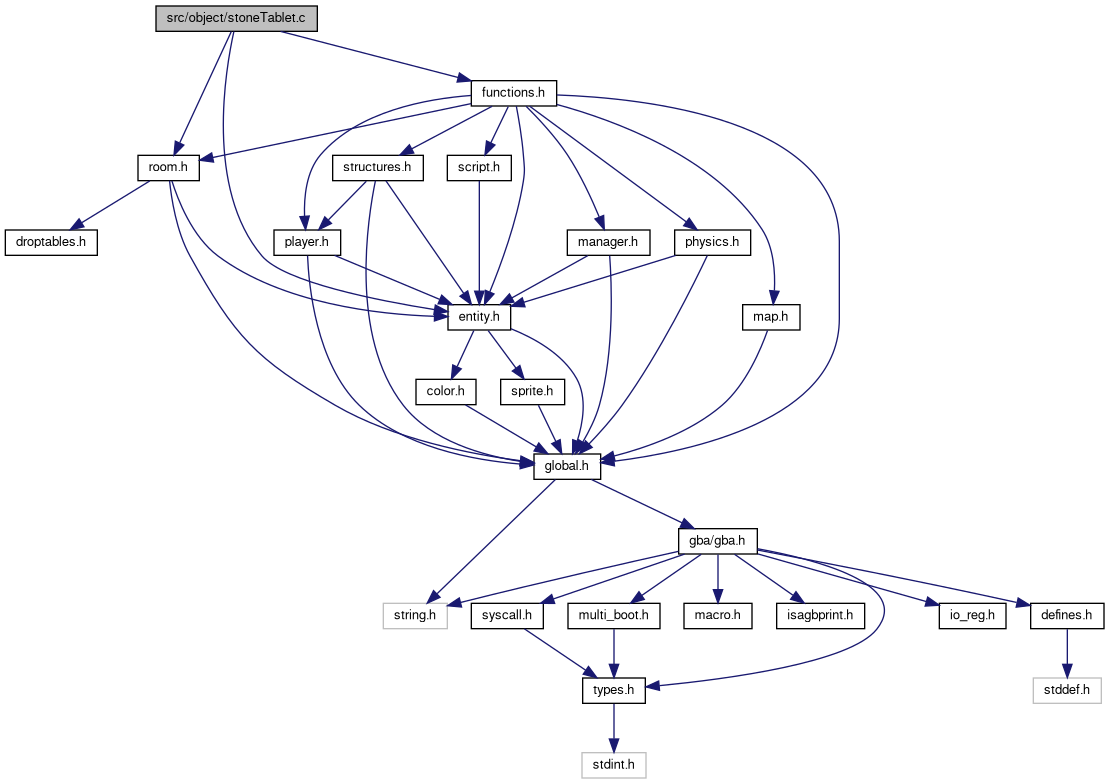 src/object/stoneTablet.c
functions.h
room.h
structures.h
script.h
droptables.h
player.h
manager.h
physics.h
entity.h
map.h
color.h
sprite.h
global.h
gba/gba.h
string.h
syscall.h
multi_boot.h
macro.h
isagbprint.h
io_reg.h
defines.h
types.h
stddef.h
stdint.h